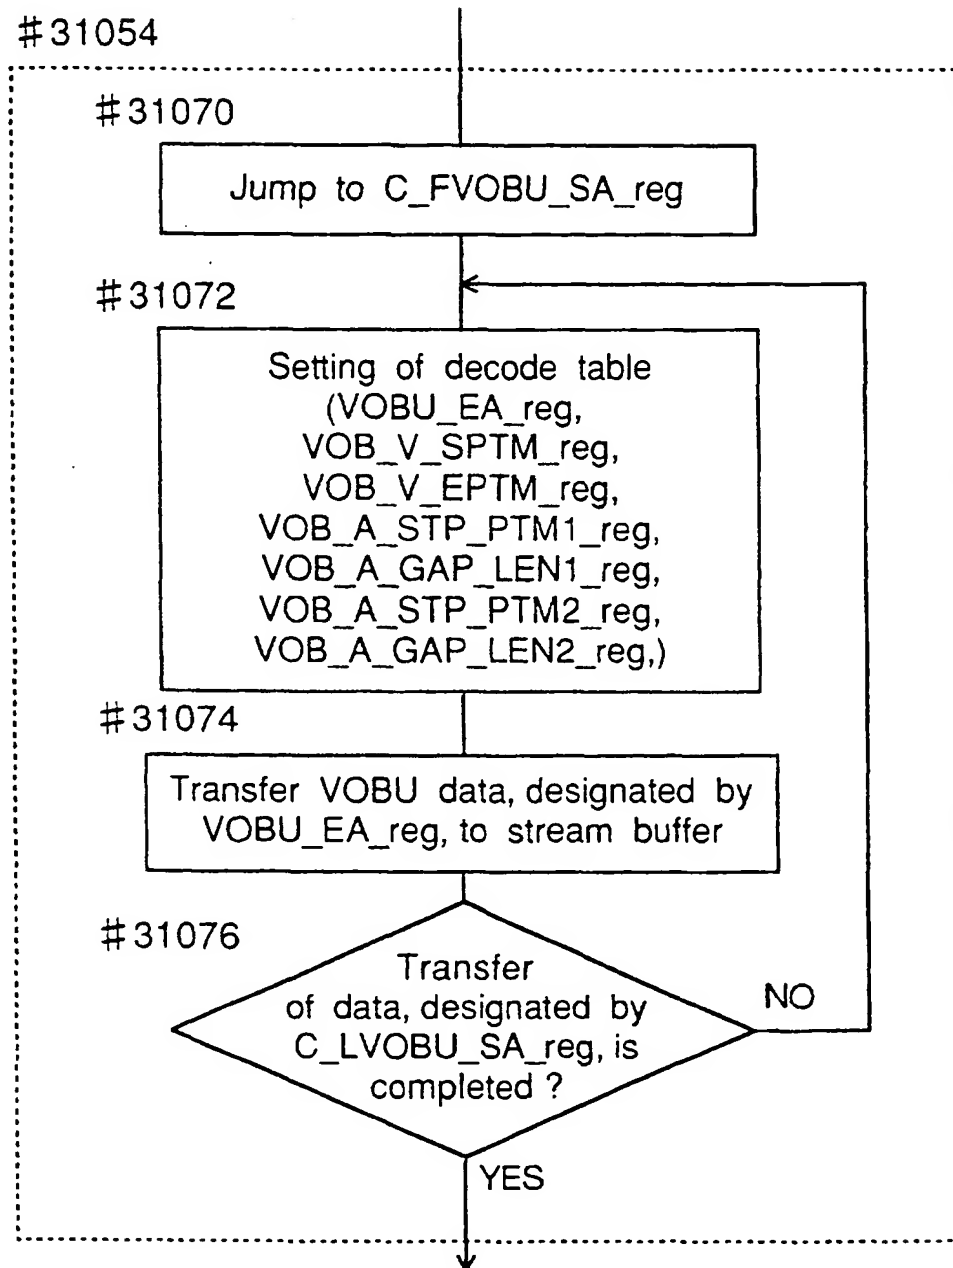 #31054
#31070
Jump to C_FVOBU_SA_reg
#31072
Setting of decode table
(VOBU_EA_reg,
VOB_V_SPTM_reg,
VOB_V_EPTM_reg,
VOB_A_STP_PTM1_reg,
VOB_A_GAP_LEN1_reg,
VOB_A_STP_PTM2_reg,
VOB_A_GAP_LEN2_reg,)
#31074
Transfer VOBU data, designated by
VOBU_EA_reg, to stream buffer
#31076
Transfer
of data, designated by
C_LVOBU_SA_reg, is
completed ?
NO
YES